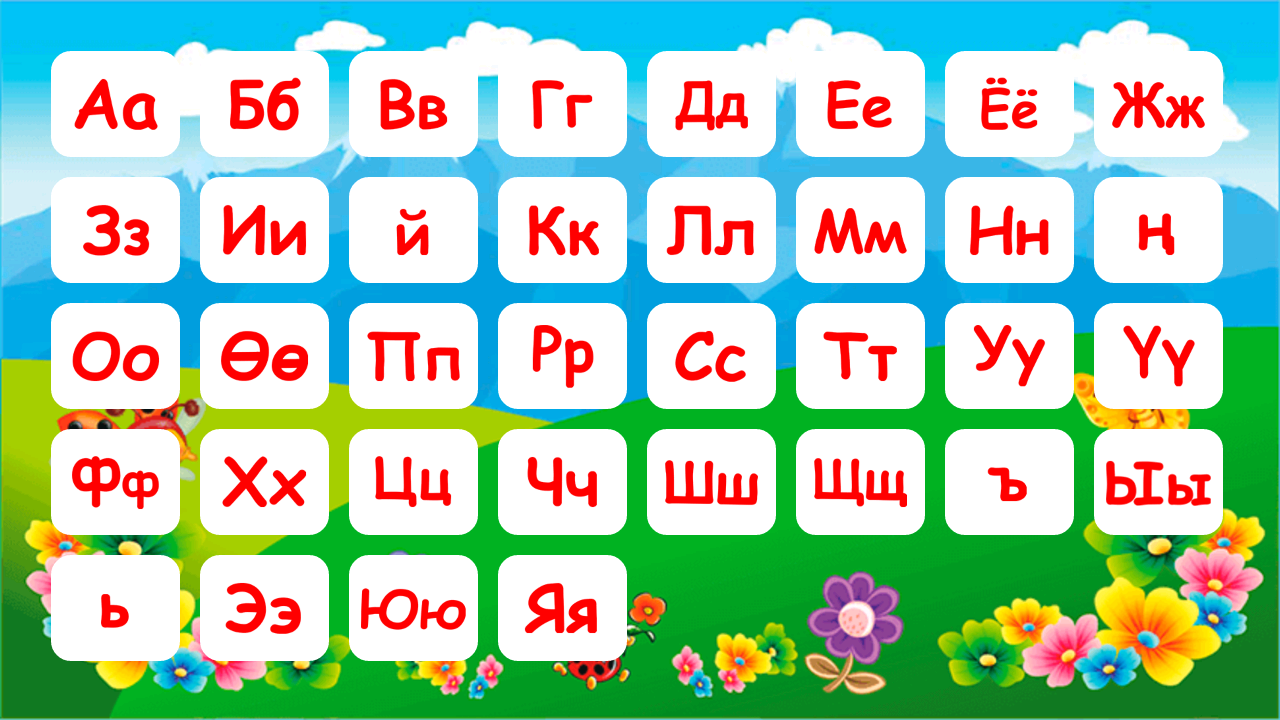 Аа Бб Вв Гг Дд Ее Ёё Жж
Зз Ии й Кк Лл Мм Нн ң
Оо Өө Пп Рр Сс Тт Уу Үү
Фф Хх Цц Чч Шш Щщ ъ Ыы
ь Ээ Юю Яя